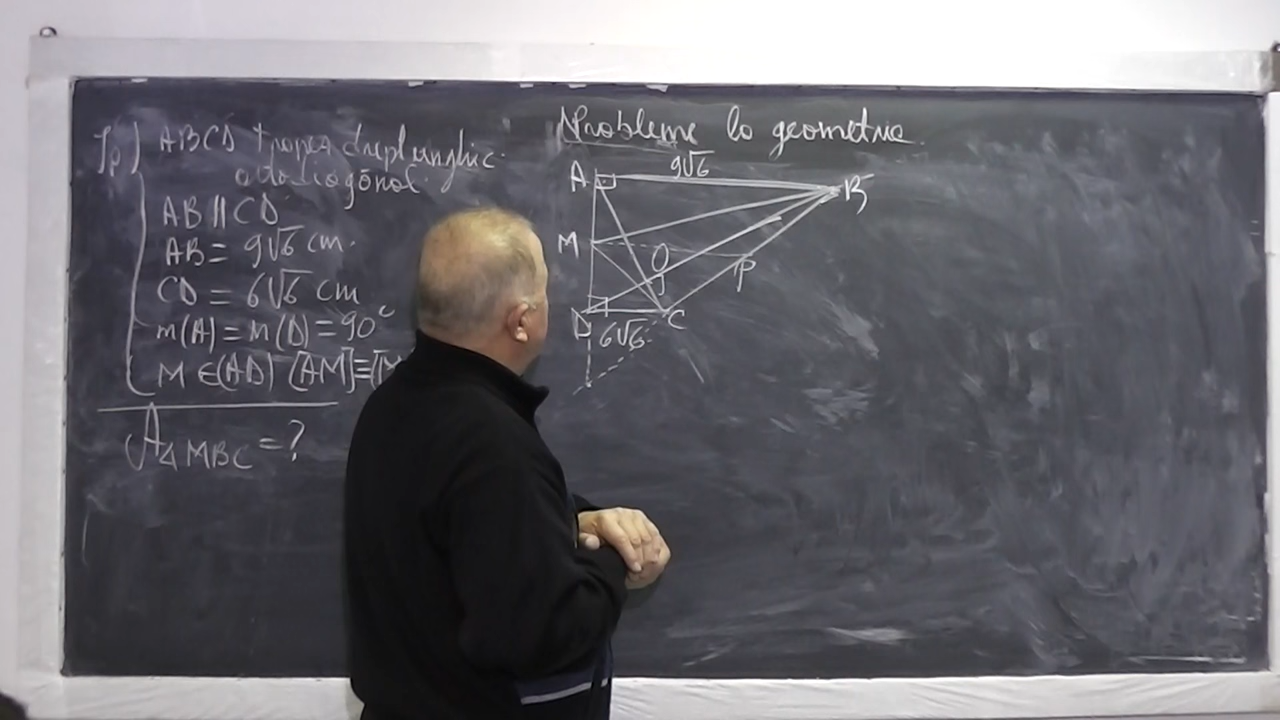 Probleme la geometrie.
Ip) ABCD trapez dreptunghic
ortodiagonal.
AB || CD
AB = 9√6 cm.
CD = 6√6 cm
m(A) = m(D) = 90°
M ∈ (AD) [AM] ≡ [M
A△MBC = ?
9√6
A
B
M
O
P
D
C
6√6